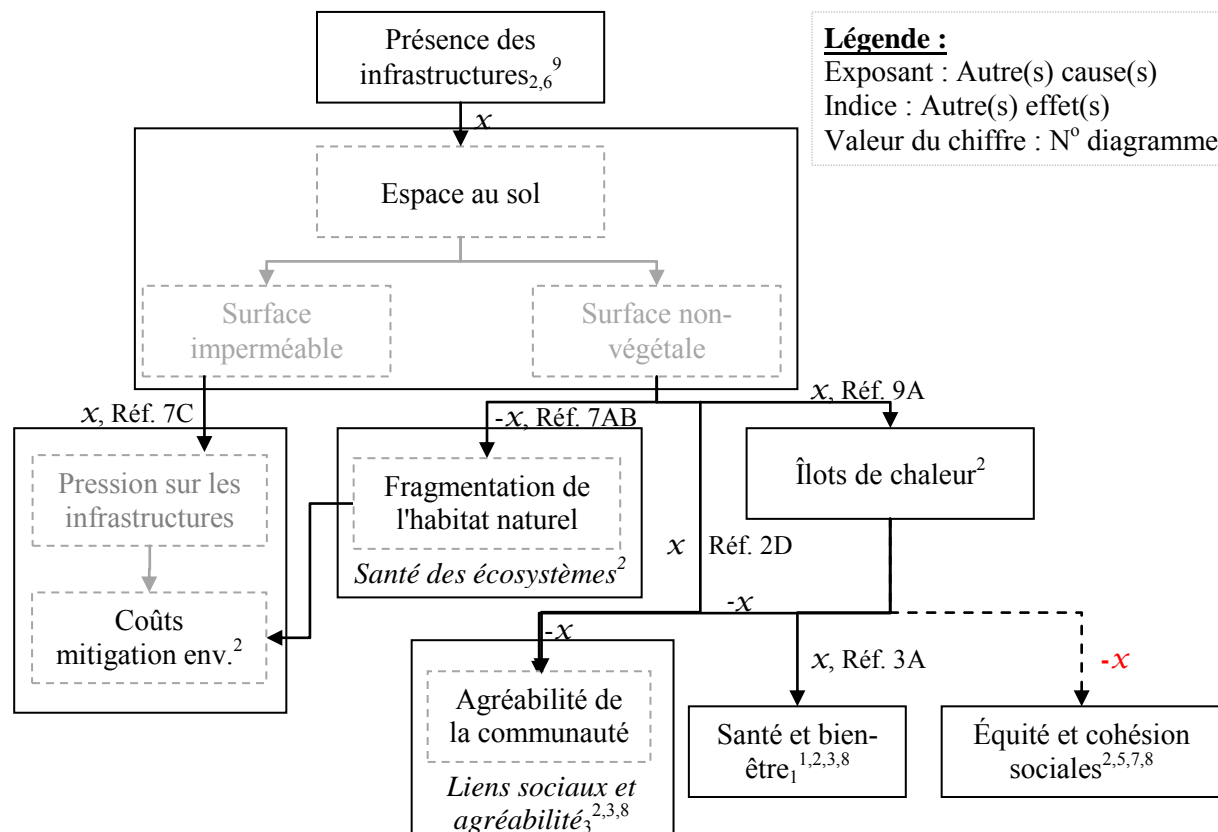 Présence des
infrastructures2,6 9
Légende :
Exposant : Autre(s) cause(s)
Indice : Autre(s) effet(s)
Valeur du chiffre : No diagramme
x
Espace au sol
Surface
imperméable
Surface non-
végétale
x, Réf. 7C
-x, Réf. 7AB
x, Réf. 9A
Pression sur les
infrastructures
Fragmentation de
l'habitat naturel
Îlots de chaleur2
Santé des écosystèmes2
x
Réf. 2D
Coûts
mitigation env.2
-x
-x
x, Réf. 3A
-x
Agréabilité de
la communauté
Liens sociaux et
agréabilité3 2,3,8
Santé et bien-
être1 1,2,3,8
Équité et cohésion
sociales2,5,7,8